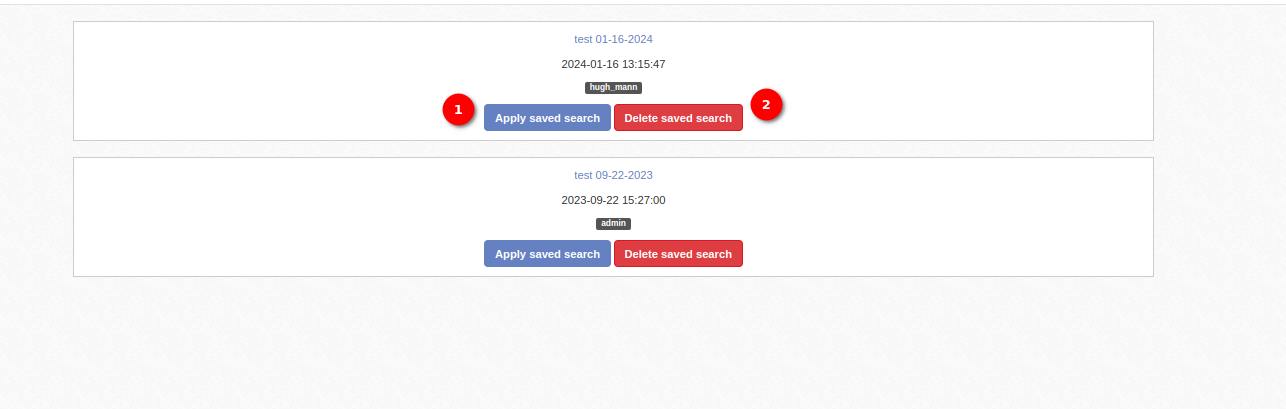 test 01-16-2024
2024-01-16 13:15:47
hugh_mann
1 Apply saved search Delete saved search 2
test 09-22-2023
2023-09-22 15:27:00
admin
Apply saved search Delete saved search